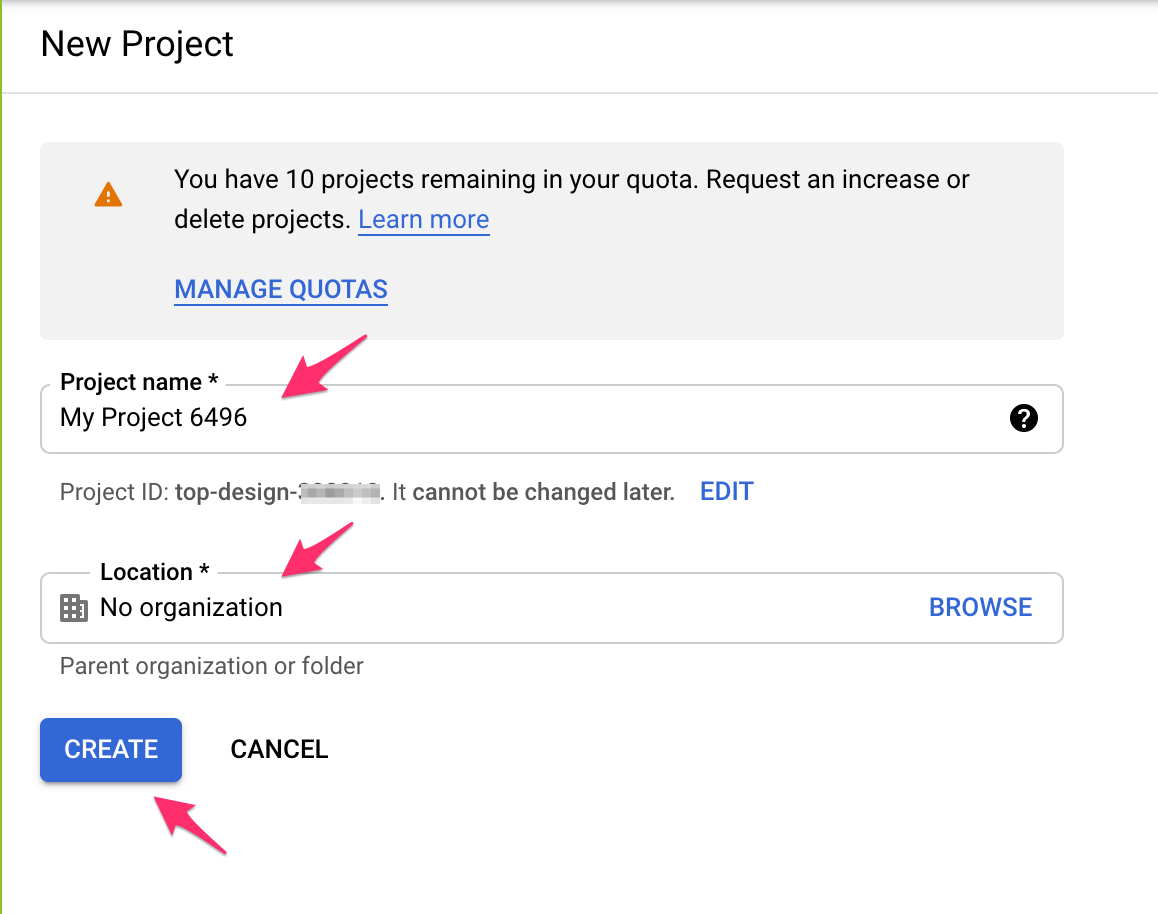 New Project
You have 10 projects remaining in your quota. Request an increase or
delete projects. Learn more
MANAGE QUOTAS
Project name *
My Project 6496
Project ID: top-design- . It cannot be changed later. EDIT
Location *
No organization BROWSE
Parent organization or folder
CREATE CANCEL